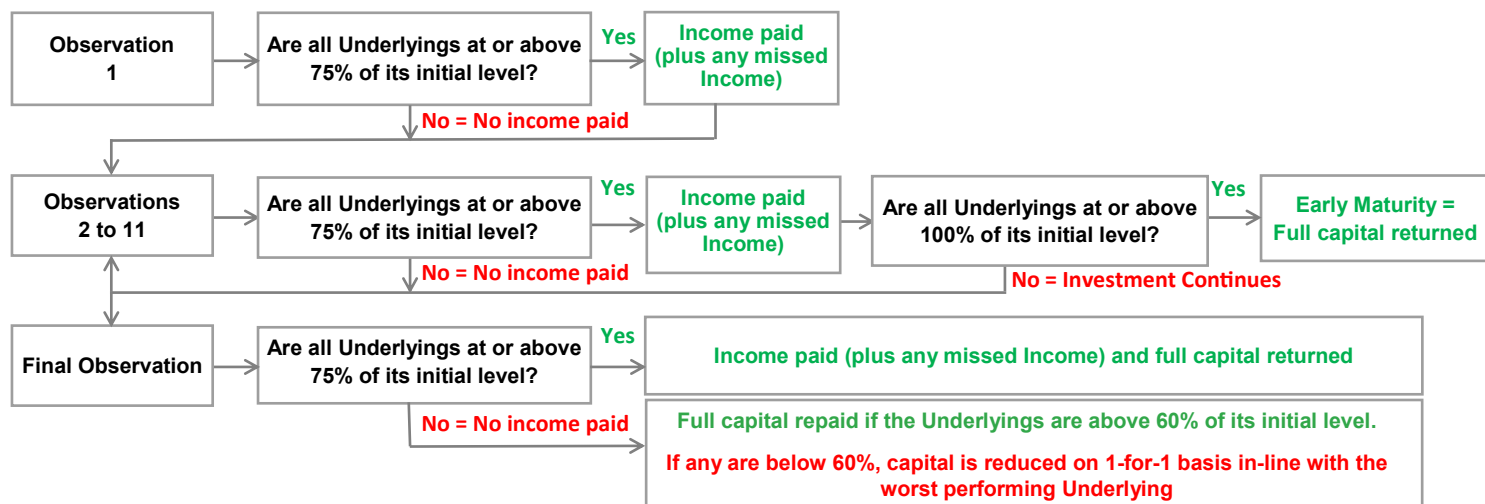 Observation
1
Are all Underlyings at or above
75% of its initial level?
Yes
Income paid
(plus any missed
Income)
No = No income paid
Observations
2 to 11
Are all Underlyings at or above
75% of its initial level?
Yes
Income paid
(plus any missed
Income)
Are all Underlyings at or above
100% of its initial level?
Yes
Early Maturity =
Full capital returned
No = No income paid
No = Investment Continues
Final Observation
Are all Underlyings at or above
75% of its initial level?
Yes
Income paid (plus any missed Income) and full capital returned
No = No income paid
Full capital repaid if the Underlyings are above 60% of its initial level.
If any are below 60%, capital is reduced on 1-for-1 basis in-line with the
worst performing Underlying